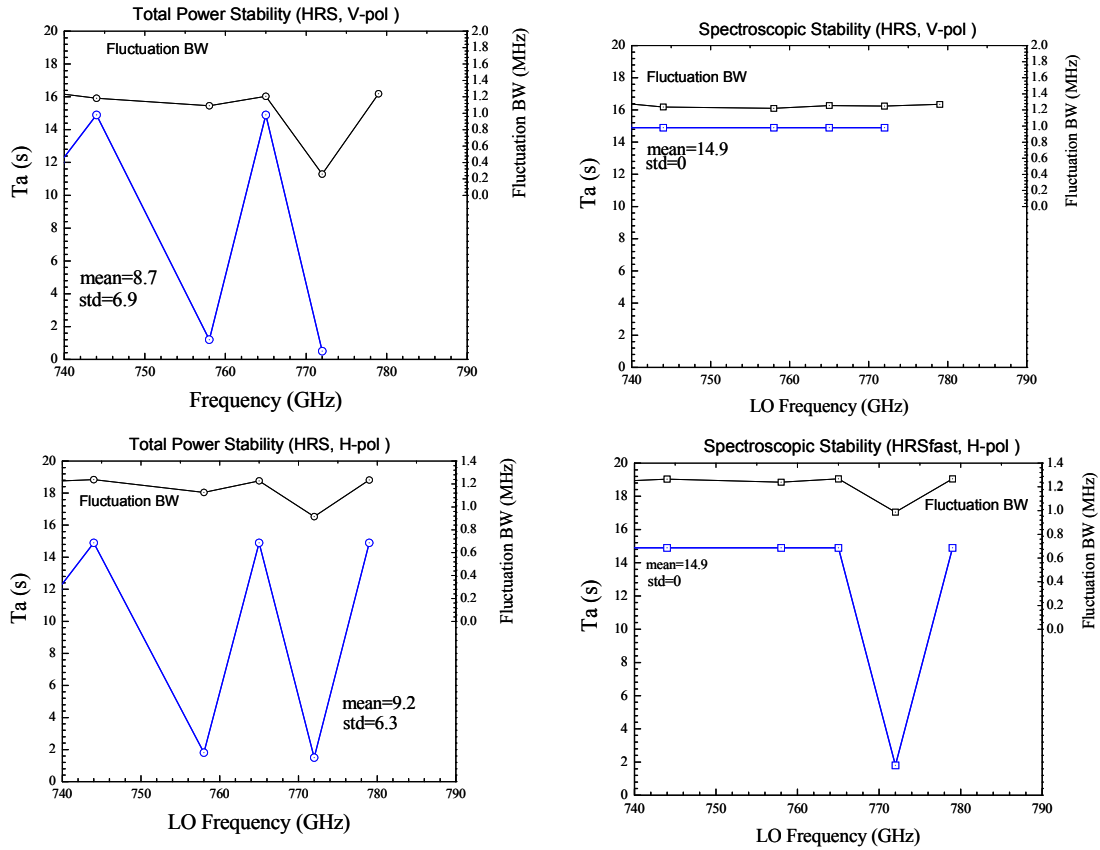 Total Power Stability (HRS, V-pol )
Fluctuation BW
mean=8.7
std=6.9
Ta (s)
20
18
16
14
12
10
8
6
4
2
0
2.0
1.8
1.6
1.4
1.2
1.0
0.8
0.6
0.4
0.2
0.0
Fluctuation BW (MHz)
740 750 760 770 780 790
Frequency (GHz)
Spectroscopic Stability (HRS, V-pol )
Fluctuation BW
mean=14.9
std=0
Ta (s)
20
18
16
14
12
10
8
6
4
2
0
2.0
1.8
1.6
1.4
1.2
1.0
0.8
0.6
0.4
0.2
0.0
Fluctuation BW (MHz)
740 750 760 770 780 790
LO Frequency (GHz)
Total Power Stability (HRS, H-pol )
Fluctuation BW
mean=9.2
std=6.3
Ta (s)
20
18
16
14
12
10
8
6
4
2
0
1.4
1.2
1.0
0.8
0.6
0.4
0.2
0.0
Fluctuation BW (MHz)
740 750 760 770 780 790
LO Frequency (GHz)
Spectroscopic Stability (HRSfast, H-pol )
Fluctuation BW
mean=14.9
std=0
Ta (s)
20
18
16
14
12
10
8
6
4
2
0
1.4
1.2
1.0
0.8
0.6
0.4
0.2
0.0
Fluctuation BW (MHz)
740 750 760 770 780 790
LO Frequency (GHz)